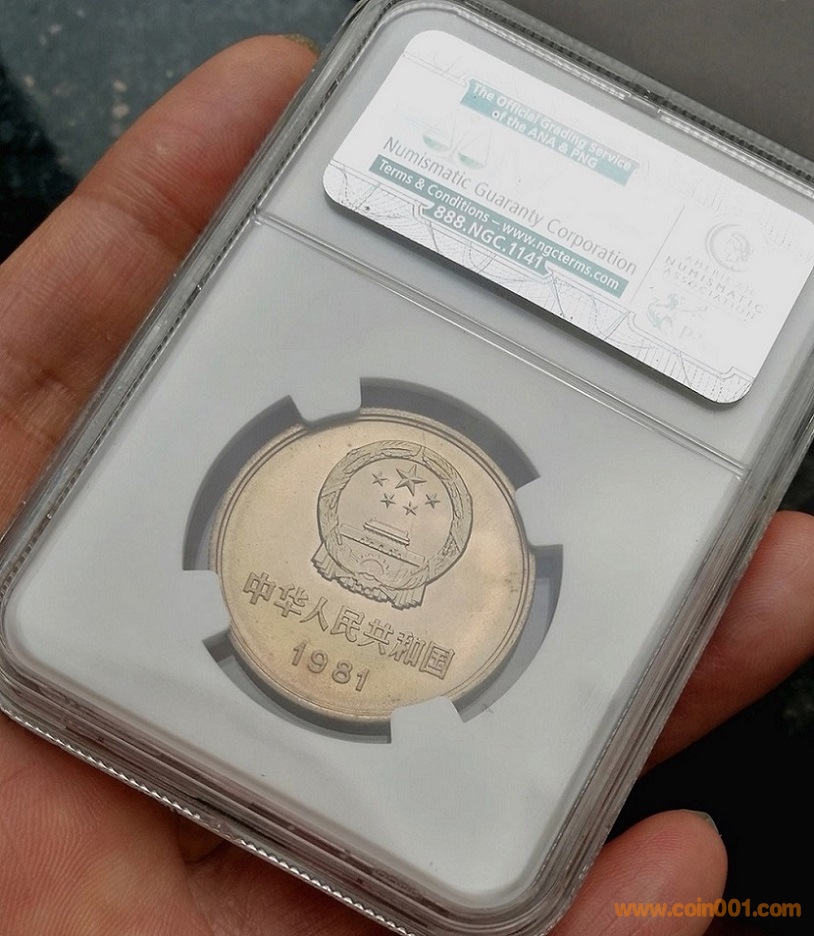 The Official Grading Service
of the ANA & PNG
Numismatic Guaranty Corporation
Terms & Conditions – www.ngcterms.com
888.NGC.1141
AMERICAN
NUMISMATIC
ASSOCIATION
中华人民共和国
1981
www.coin001.com